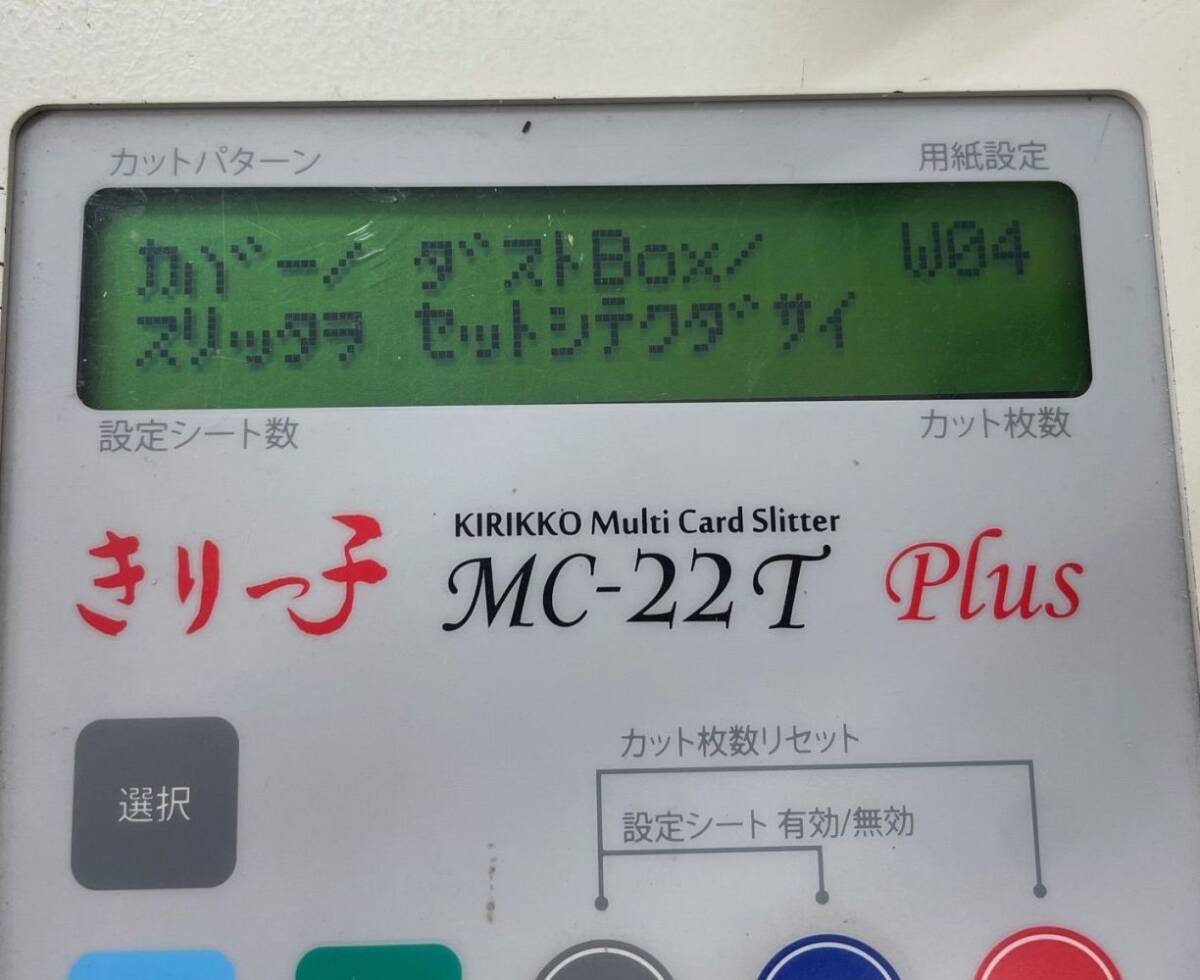 カットパターン 用紙設定
カバー/ ダストBox/ W04
スリッタヲ セットシテクダサイ
設定シート数 カット枚数
きりっ子 KIRIKKO Multi Card Slitter
MC-22T Plus
カット枚数リセット
選択
設定シート 有効/無効